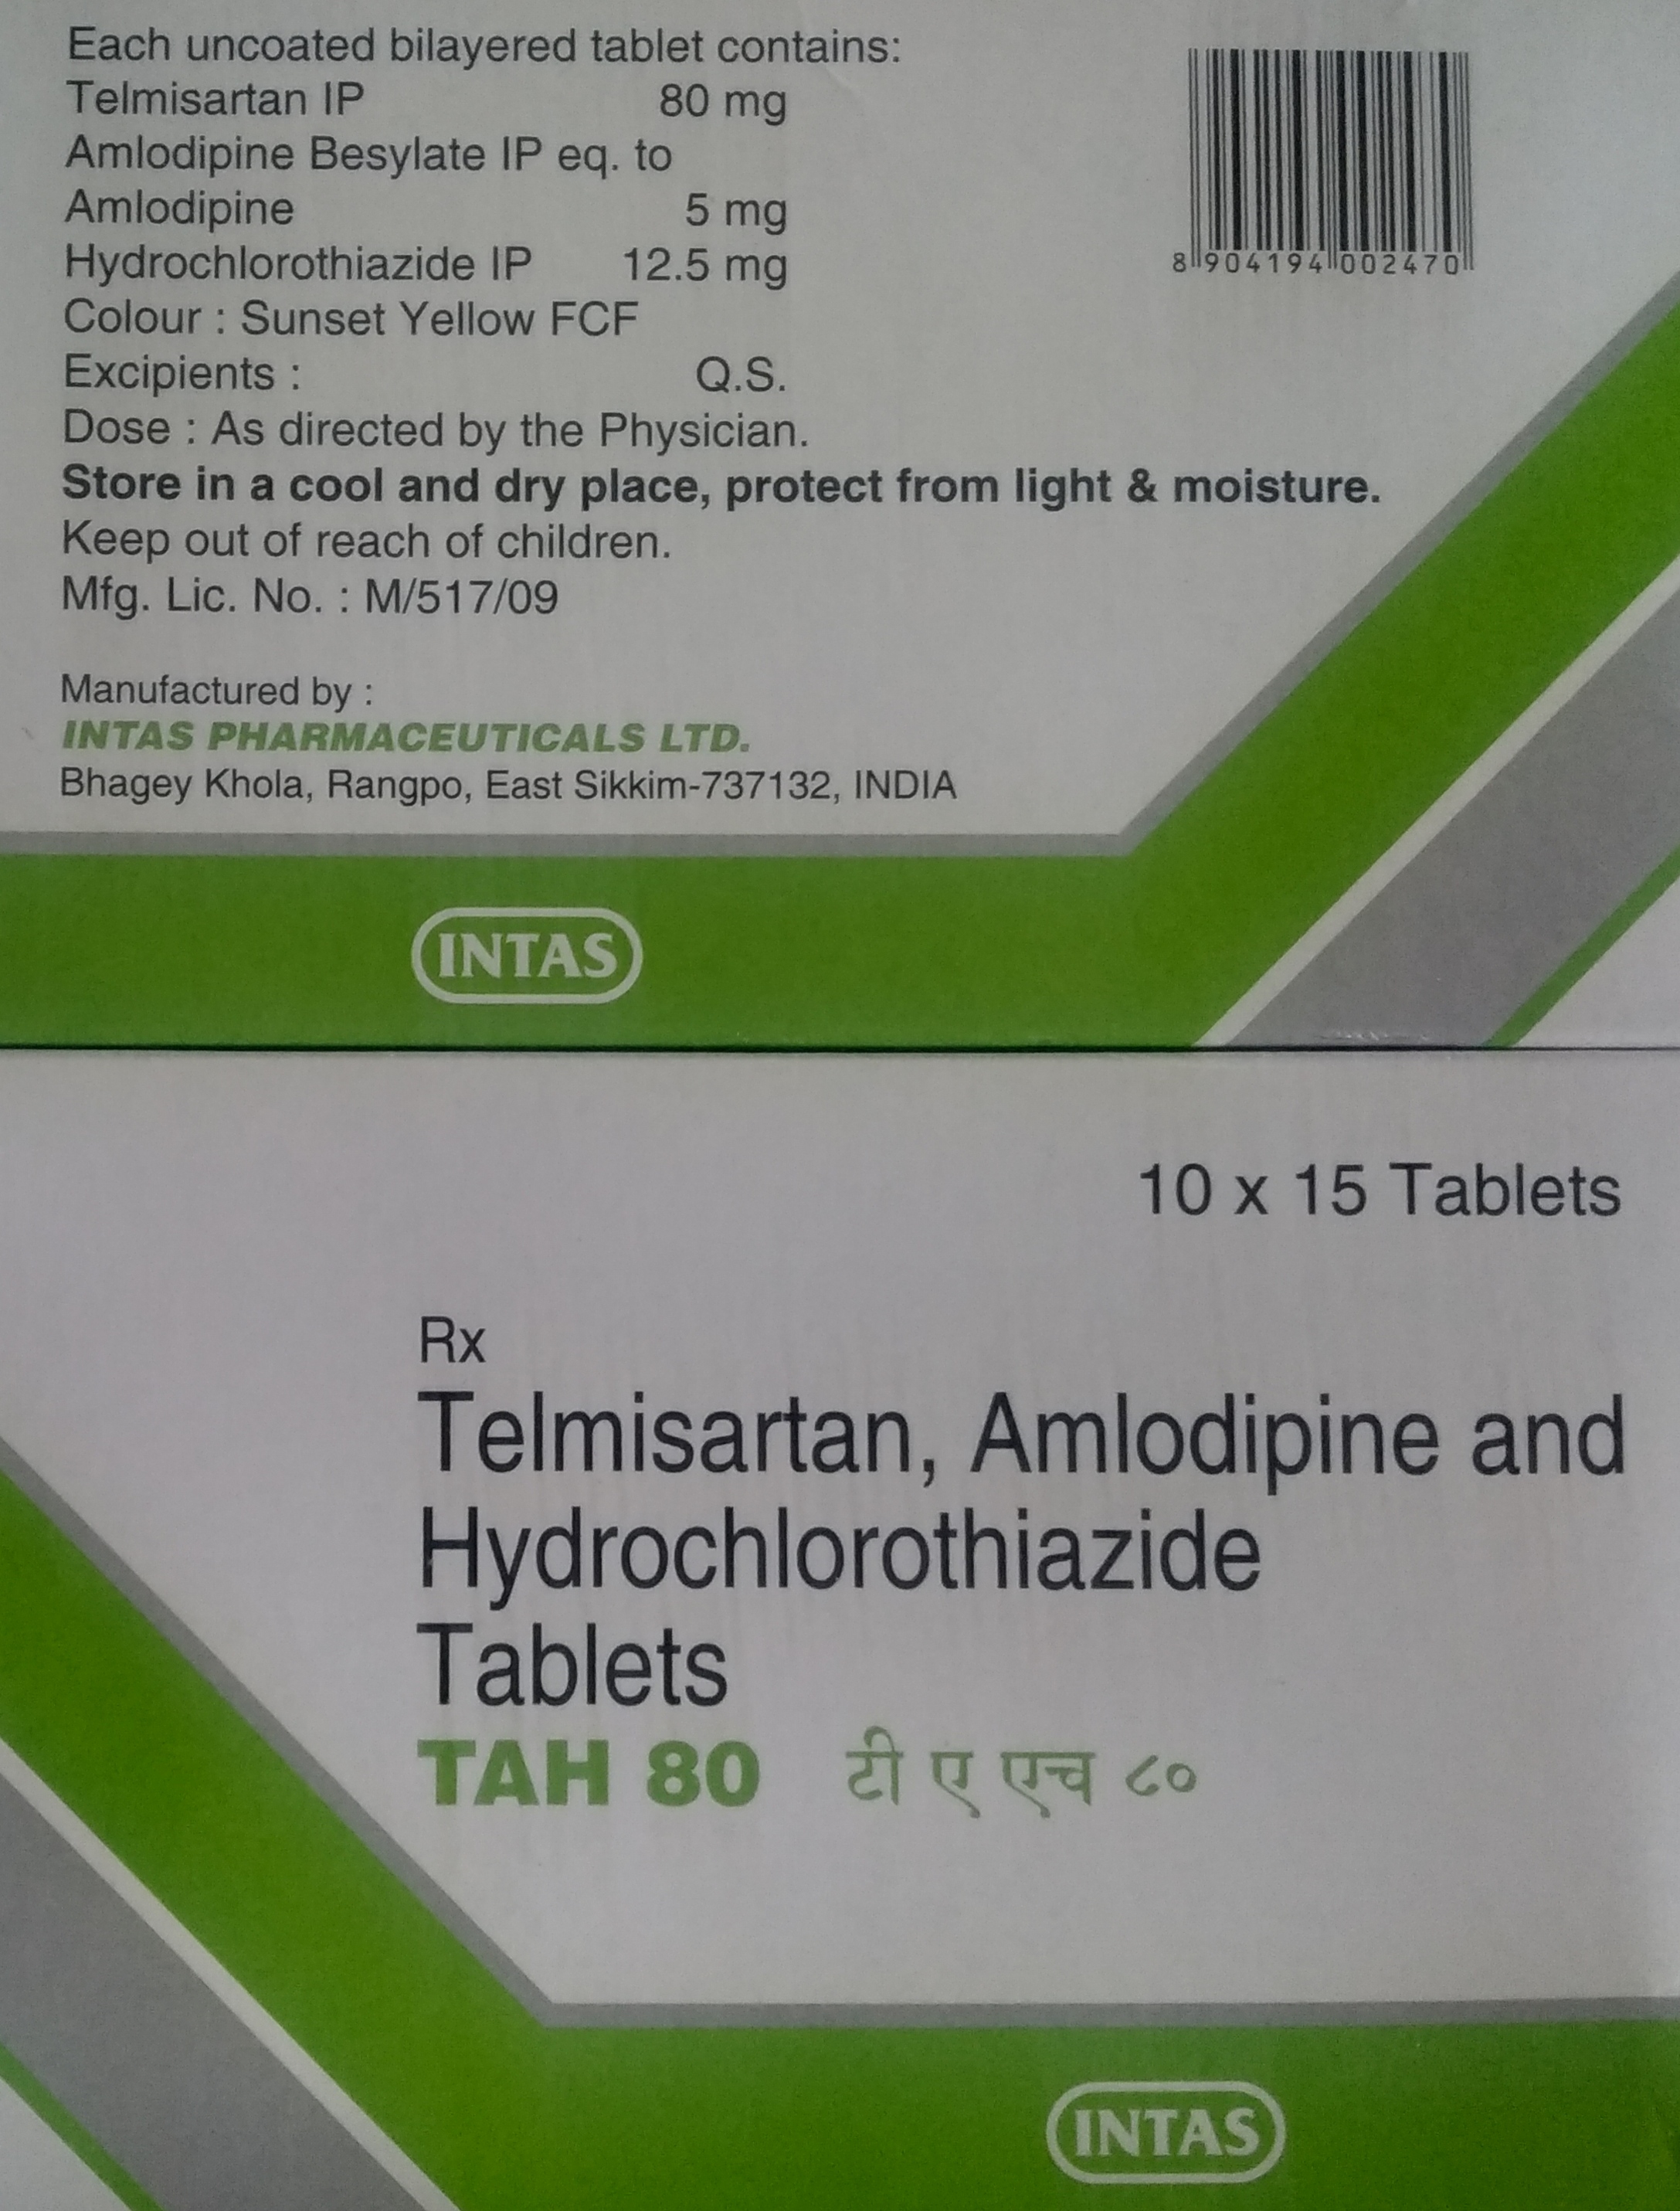 Each uncoated bilayered tablet contains:
Telmisartan IP 80 mg
Amlodipine Besylate IP eq. to
Amlodipine 5 mg
Hydrochlorothiazide IP 12.5 mg
Colour : Sunset Yellow FCF
Excipients : Q.S.
Dose : As directed by the Physician.
Store in a cool and dry place, protect from light & moisture.
Keep out of reach of children.
Mfg. Lic. No. : M/517/09
8 904194 002470
Manufactured by :
INTAS PHARMACEUTICALS LTD.
Bhagey Khola, Rangpo, East Sikkim-737132, INDIA
INTAS
10 x 15 Tablets
Rx
Telmisartan, Amlodipine and
Hydrochlorothiazide
Tablets
TAH 80 टी ए एच ८०
INTAS